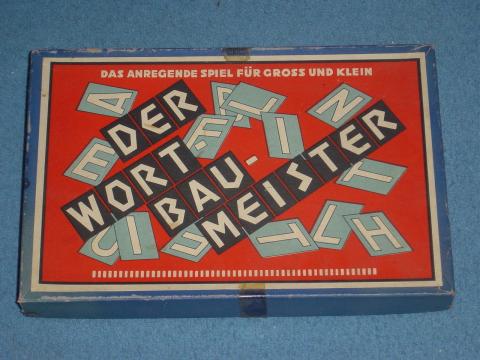 DAS ANREGENDE SPIEL FÜR GROSS UND KLEIN
DER
WORT
BAU-
MEISTER